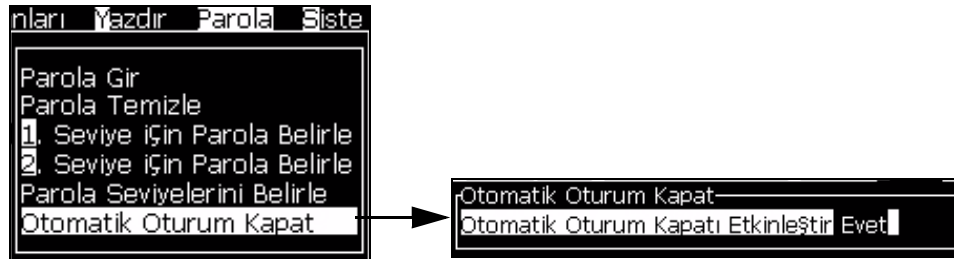 nları Yazdır Parola Siste
Parola Gir
Parola Temizle
1. Seviye için Parola Belirle
2. Seviye için Parola Belirle
Parola Seviyelerini Belirle
Otomatik Oturum Kapat
Otomatik Oturum Kapat
Otomatik Oturum Kapatı Etkinleştir Evet